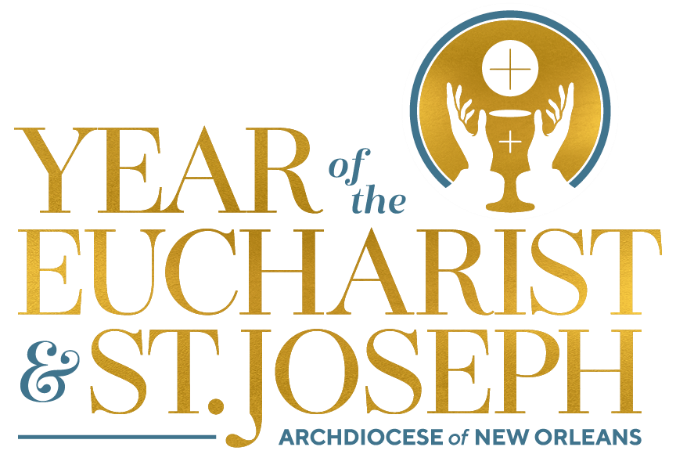 YEAR of the
EUCHARIST
& ST. JOSEPH
ARCHDIOCESE of NEW ORLEANS